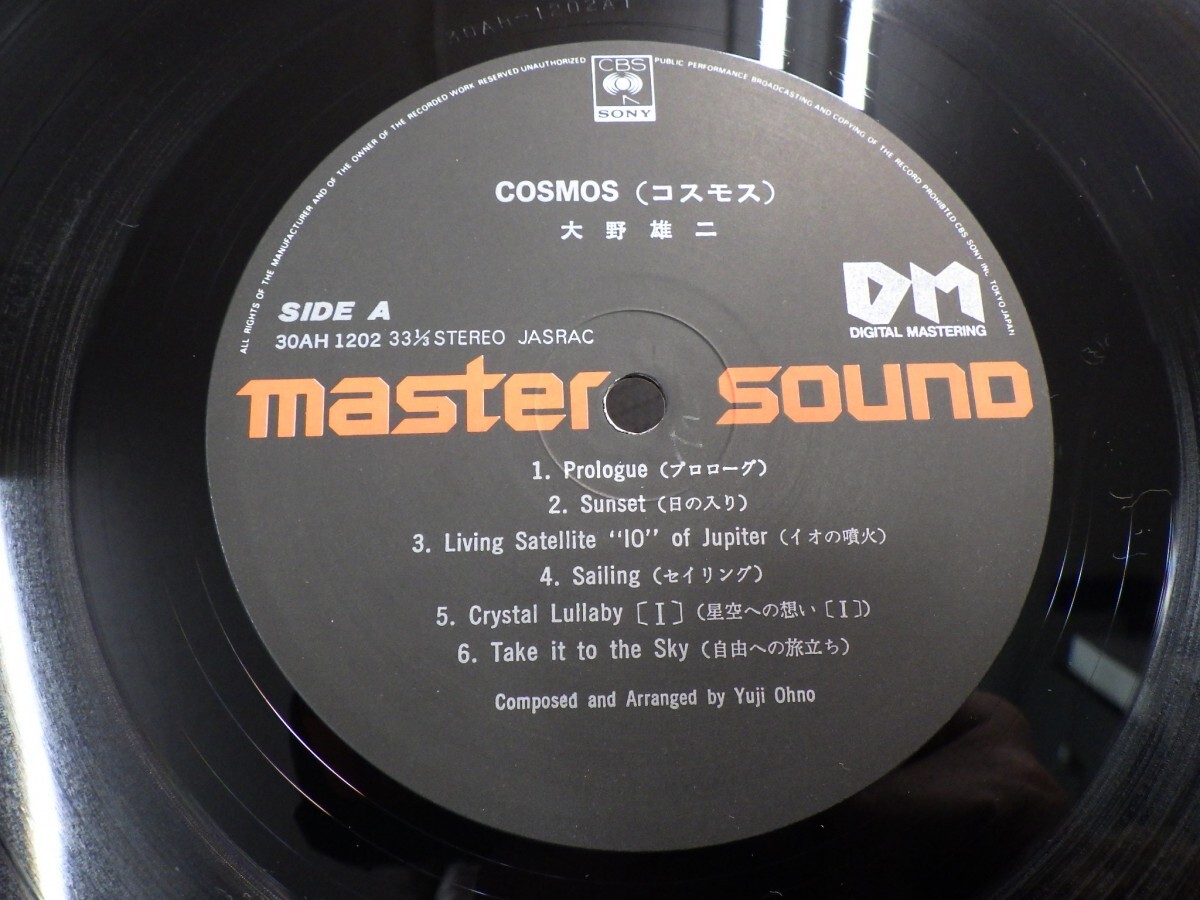 30AH-1202A1
ALL RIGHTS OF THE MANUFACTURER AND OF THE OWNER OF THE RECORDED WORK RESERVED UNAUTHORIZED PUBLIC PERFORMANCE BROADCASTING AND COPYING OF THE RECORD PROHIBITED CBS SONY INC. TOKYO JAPAN
CBS
SONY
COSMOS (コスモス)
大野雄二
SIDE A
DM
DIGITAL MASTERING
30AH 1202 33⅓ STEREO JASRAC
master sound
1. Prologue (プロローグ)
2. Sunset (日の入り)
3. Living Satellite “IO” of Jupiter (イオの噴火)
4. Sailing (セイリング)
5. Crystal Lullaby [I] (星空への想い [I])
6. Take it to the Sky (自由への旅立ち)
Composed and Arranged by Yuji Ohno